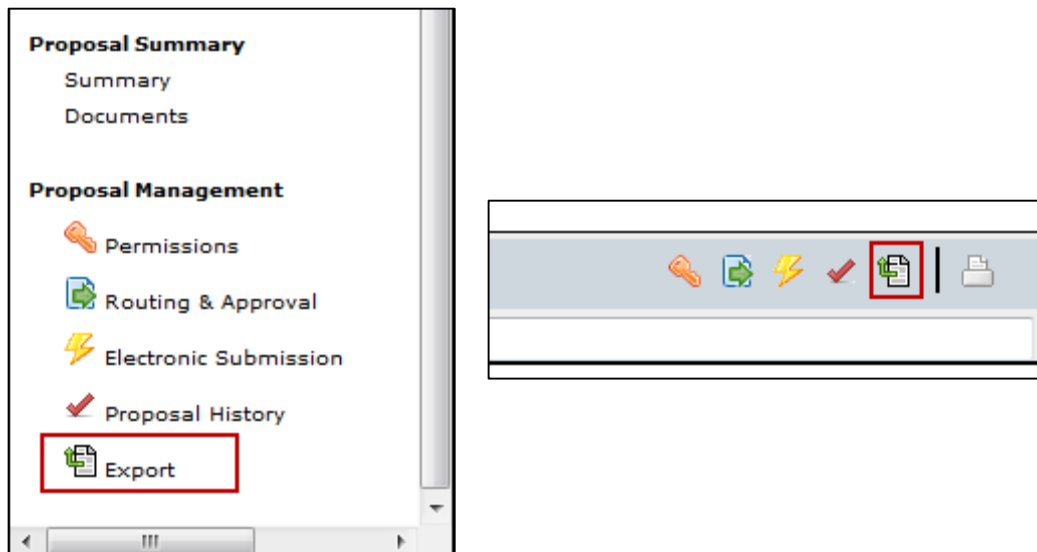 Proposal Summary
Summary
Documents
Proposal Management
Permissions
Routing & Approval
Electronic Submission
Proposal History
Export